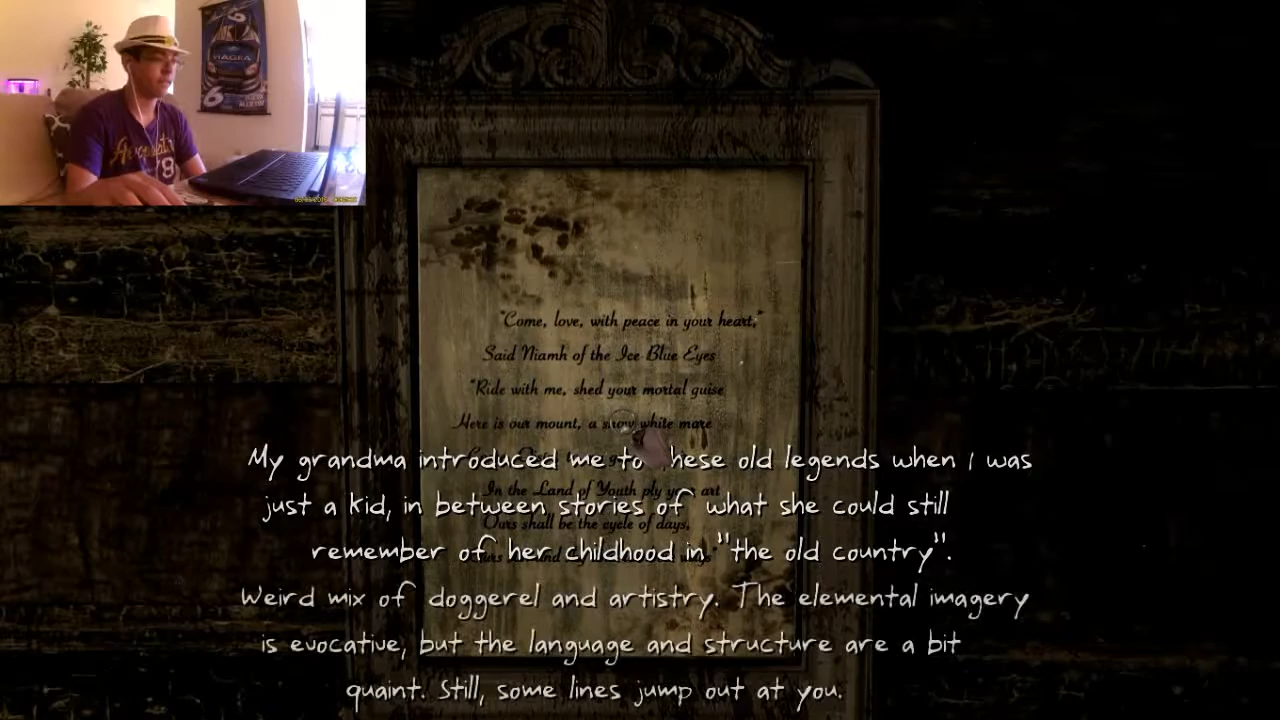 6
VIAGRA
6
"Come, love, with peace in your heart,"
Said Niamh of the Ice Blue Eyes
"Ride with me, shed your mortal guise
Here is our mount, a snow white mare
In the Land of Youth ply your art
Ours shall be the cycle of days,
My grandma introduced me to these old legends when I was
just a kid, in between stories of what she could still
remember of her childhood in "the old country".
Weird mix of doggerel and artistry. The elemental imagery
is evocative, but the language and structure are a bit
quaint. Still, some lines jump out at you.